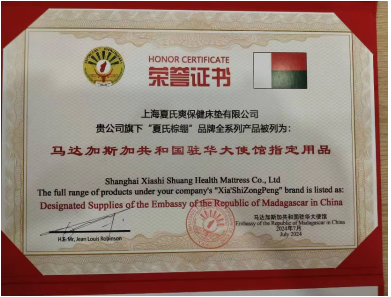 HONOR CERTIFICATE
荣誉证书
上海夏氏爽保健床垫有限公司
贵公司旗下“夏氏棕绷”品牌全系列产品被列为:
马达加斯加共和国驻华大使馆指定用品
Shanghai Xiashi Shuang Health Mattress Co., Ltd
The full range of products under your company's "Xia'ShiZongPeng" brand is listed as:
Designated Supplies of the Embassy of the Republic of Madagascar in China
马达加斯加共和国驻华大使馆
Embassy of the Republic of Madagascar in China
2024年7月
July 2024
Jean Louis Robinson